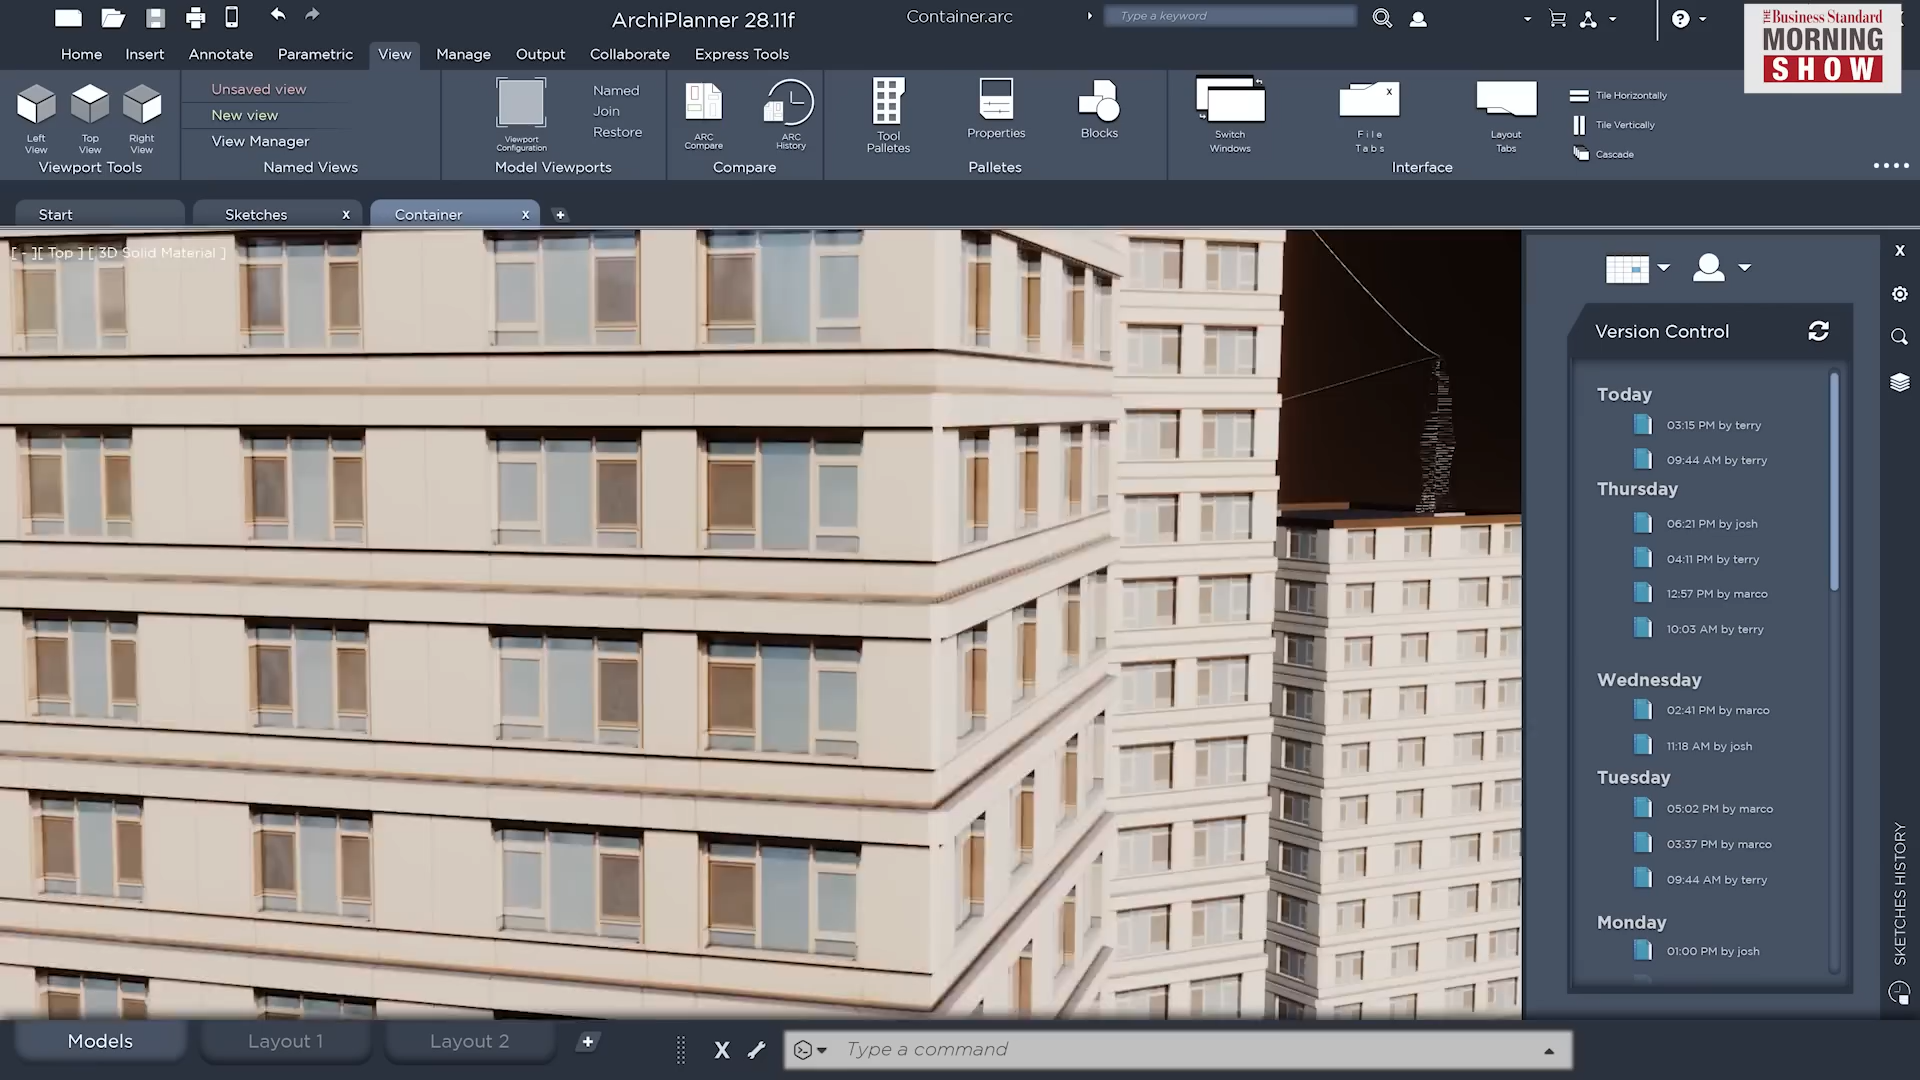 ArchiPlanner 28.11f
Container.arc
Type a keyword
?
THE Business Standard
MORNING
SHOW
Home
Insert
Annotate
Parametric
View
Manage
Output
Collaborate
Express Tools
Left
View
Top
View
Right
View
Viewport Tools
Unsaved view
New view
View Manager
Named Views
Viewport
Configuration
Named
Join
Restore
Model Viewports
ARC
Compare
ARC
History
Compare
Tool
Palletes
Properties
Blocks
Palletes
Switch
Windows
x
File
Tabs
Layout
Tabs
Tile Horizontally
Tile Vertically
Cascade
Interface
Start
Sketches x
Container x
[ - ][ Top ] [ 3D Solid Material ]
X
Version Control
Today
03:15 PM by terry
09:44 AM by terry
Thursday
06:21 PM by josh
04:11 PM by terry
12:57 PM by marco
10:03 AM by terry
Wednesday
02:41 PM by marco
11:18 AM by josh
Tuesday
05:02 PM by marco
03:37 PM by marco
09:44 AM by terry
Monday
01:00 PM by josh
SKETCHES HISTORY
Models
Layout 1
Layout 2
X
Type a command